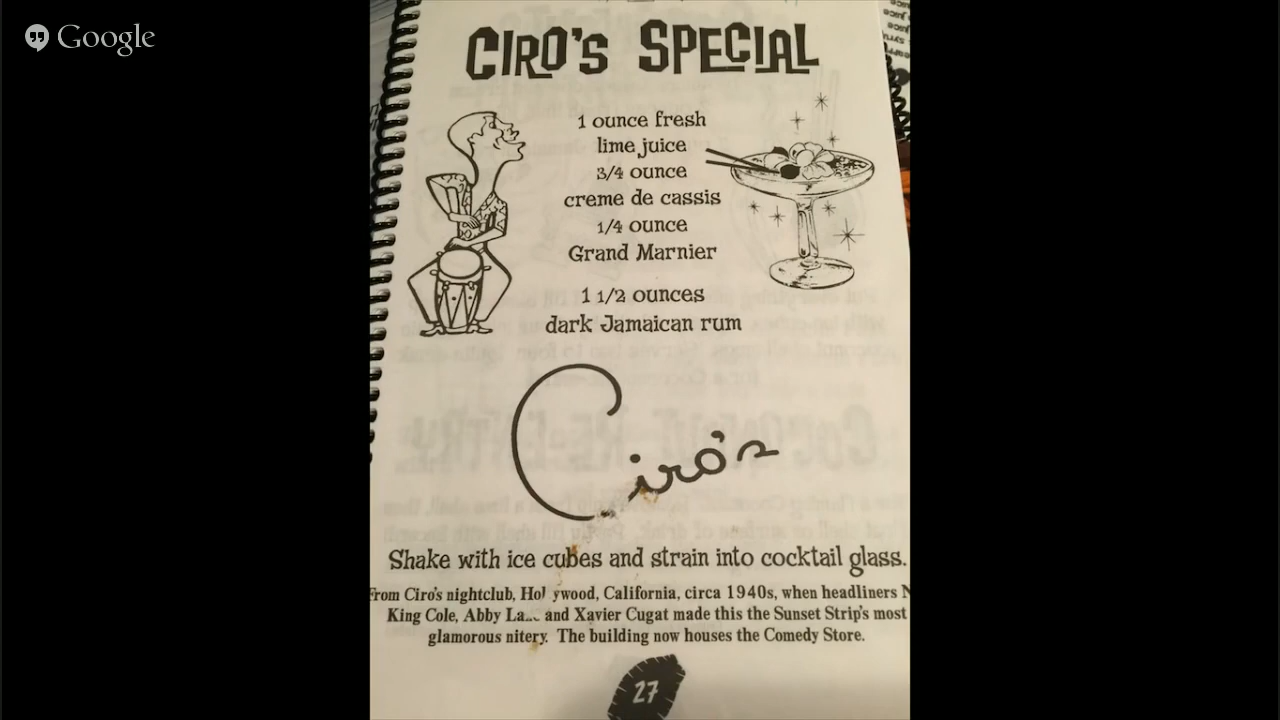 Google
CIRO'S SPECIAL
1 ounce fresh
lime juice
3/4 ounce
creme de cassis
1/4 ounce
Grand Marnier
1 1/2 ounces
dark Jamaican rum
Ciro's
Shake with ice cubes and strain into cocktail glass.
From Ciro's nightclub, Hollywood, California, circa 1940s, when headliners
King Cole, Abby and Xavier Cugat made this the Sunset Strip's most
glamorous nitery. The building now houses the Comedy Store.
27